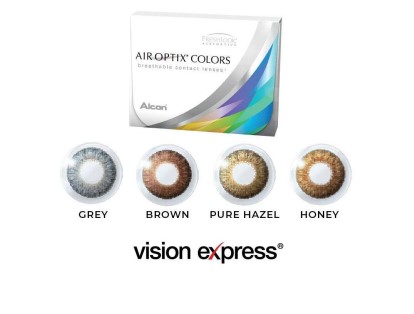 AIR OPTIX® COLORS
breathable contact lenses
Alcon
GREY BROWN PURE HAZEL HONEY
vision express®